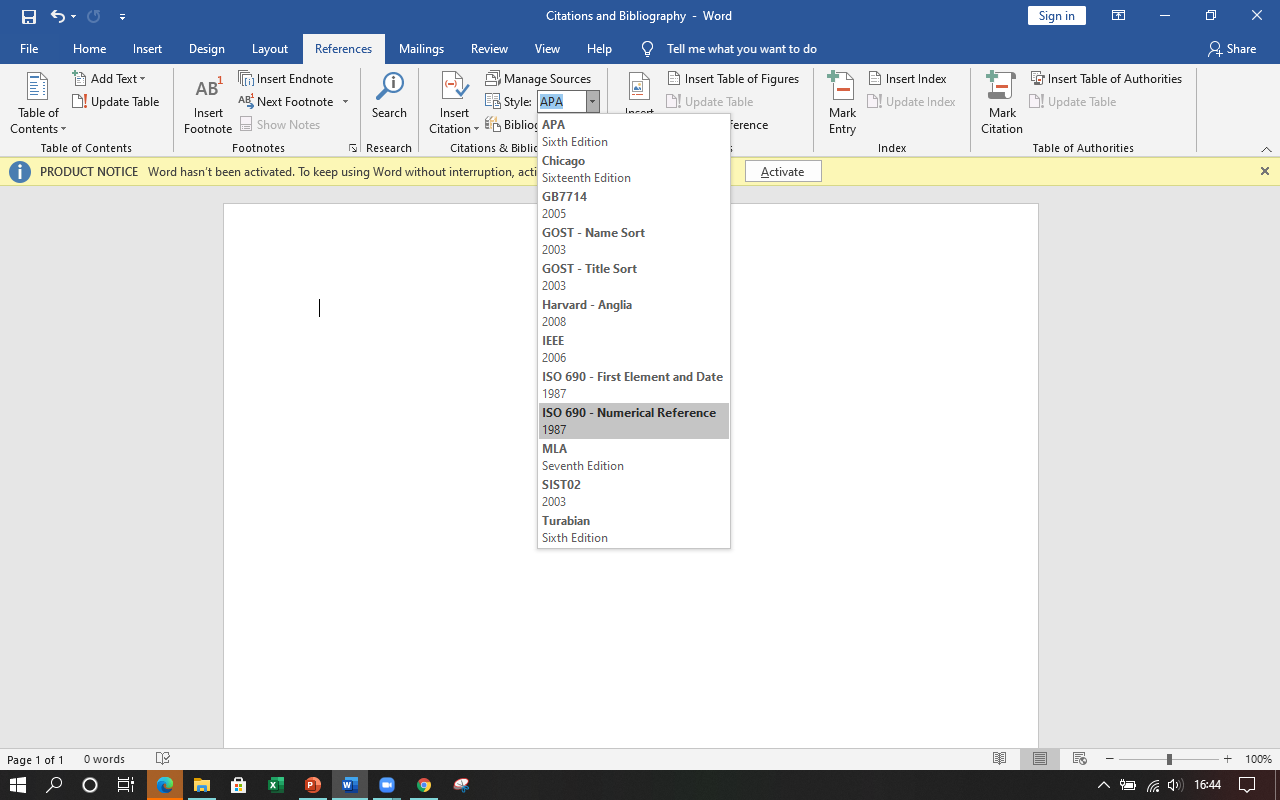 Citations and Bibliography - Word
Sign in
File Home Insert Design Layout References Mailings Review View Help Tell me what you want to do Share
Table of Contents
Add Text
Update Table
Table of Contents
AB1
Insert Footnote
Insert Endnote
AB1 Next Footnote
Show Notes
Footnotes
Search
Research
Insert Citation
Manage Sources
Style: APA
Bibliog
Citations & Biblio
Insert
Insert Table of Figures
Update Table
ference
s
Mark Entry
Insert Index
Update Index
Index
Mark Citation
Insert Table of Authorities
Update Table
Table of Authorities
PRODUCT NOTICE Word hasn't been activated. To keep using Word without interruption, acti
Activate
APA
Sixth Edition
Chicago
Sixteenth Edition
GB7714
2005
GOST - Name Sort
2003
GOST - Title Sort
2003
Harvard - Anglia
2008
IEEE
2006
ISO 690 - First Element and Date
1987
ISO 690 - Numerical Reference
1987
MLA
Seventh Edition
SIST02
2003
Turabian
Sixth Edition
Page 1 of 1 0 words 100%
16:44